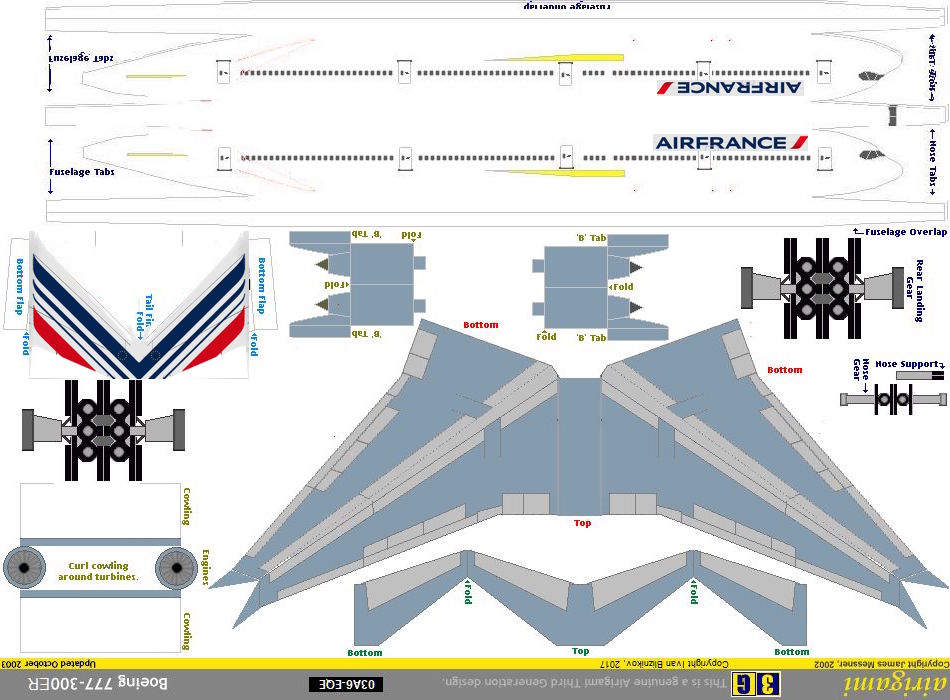 Fuselage Overlap
Fuselage Tabs
AIRFRANCE
AIRFRANCE
Fuselage Tabs
Nose Tabs
Fuselage Overlap
Bottom Flap
Fold
Tail Fin
Fold
Bottom Flap
Fold
'B' Tab
Fold
Fold
'B' Tab
'B' Tab
Fold
Fold
'B' Tab
Rear Landing
Gear
Bottom
Bottom
Nose Support
Nose
Gear
Top
Cowling
Curl cowling
around turbines.
Engines
Cowling
Fold
Fold
Bottom
Top
Bottom
Updated October 2003
Copyright Ivan Bliznikov, 2017
Copyright James Messner 2002,
Boeing 777-300ER
03A6-EQE
This is a genuine Airigami Third Generation design.
3G
airigami